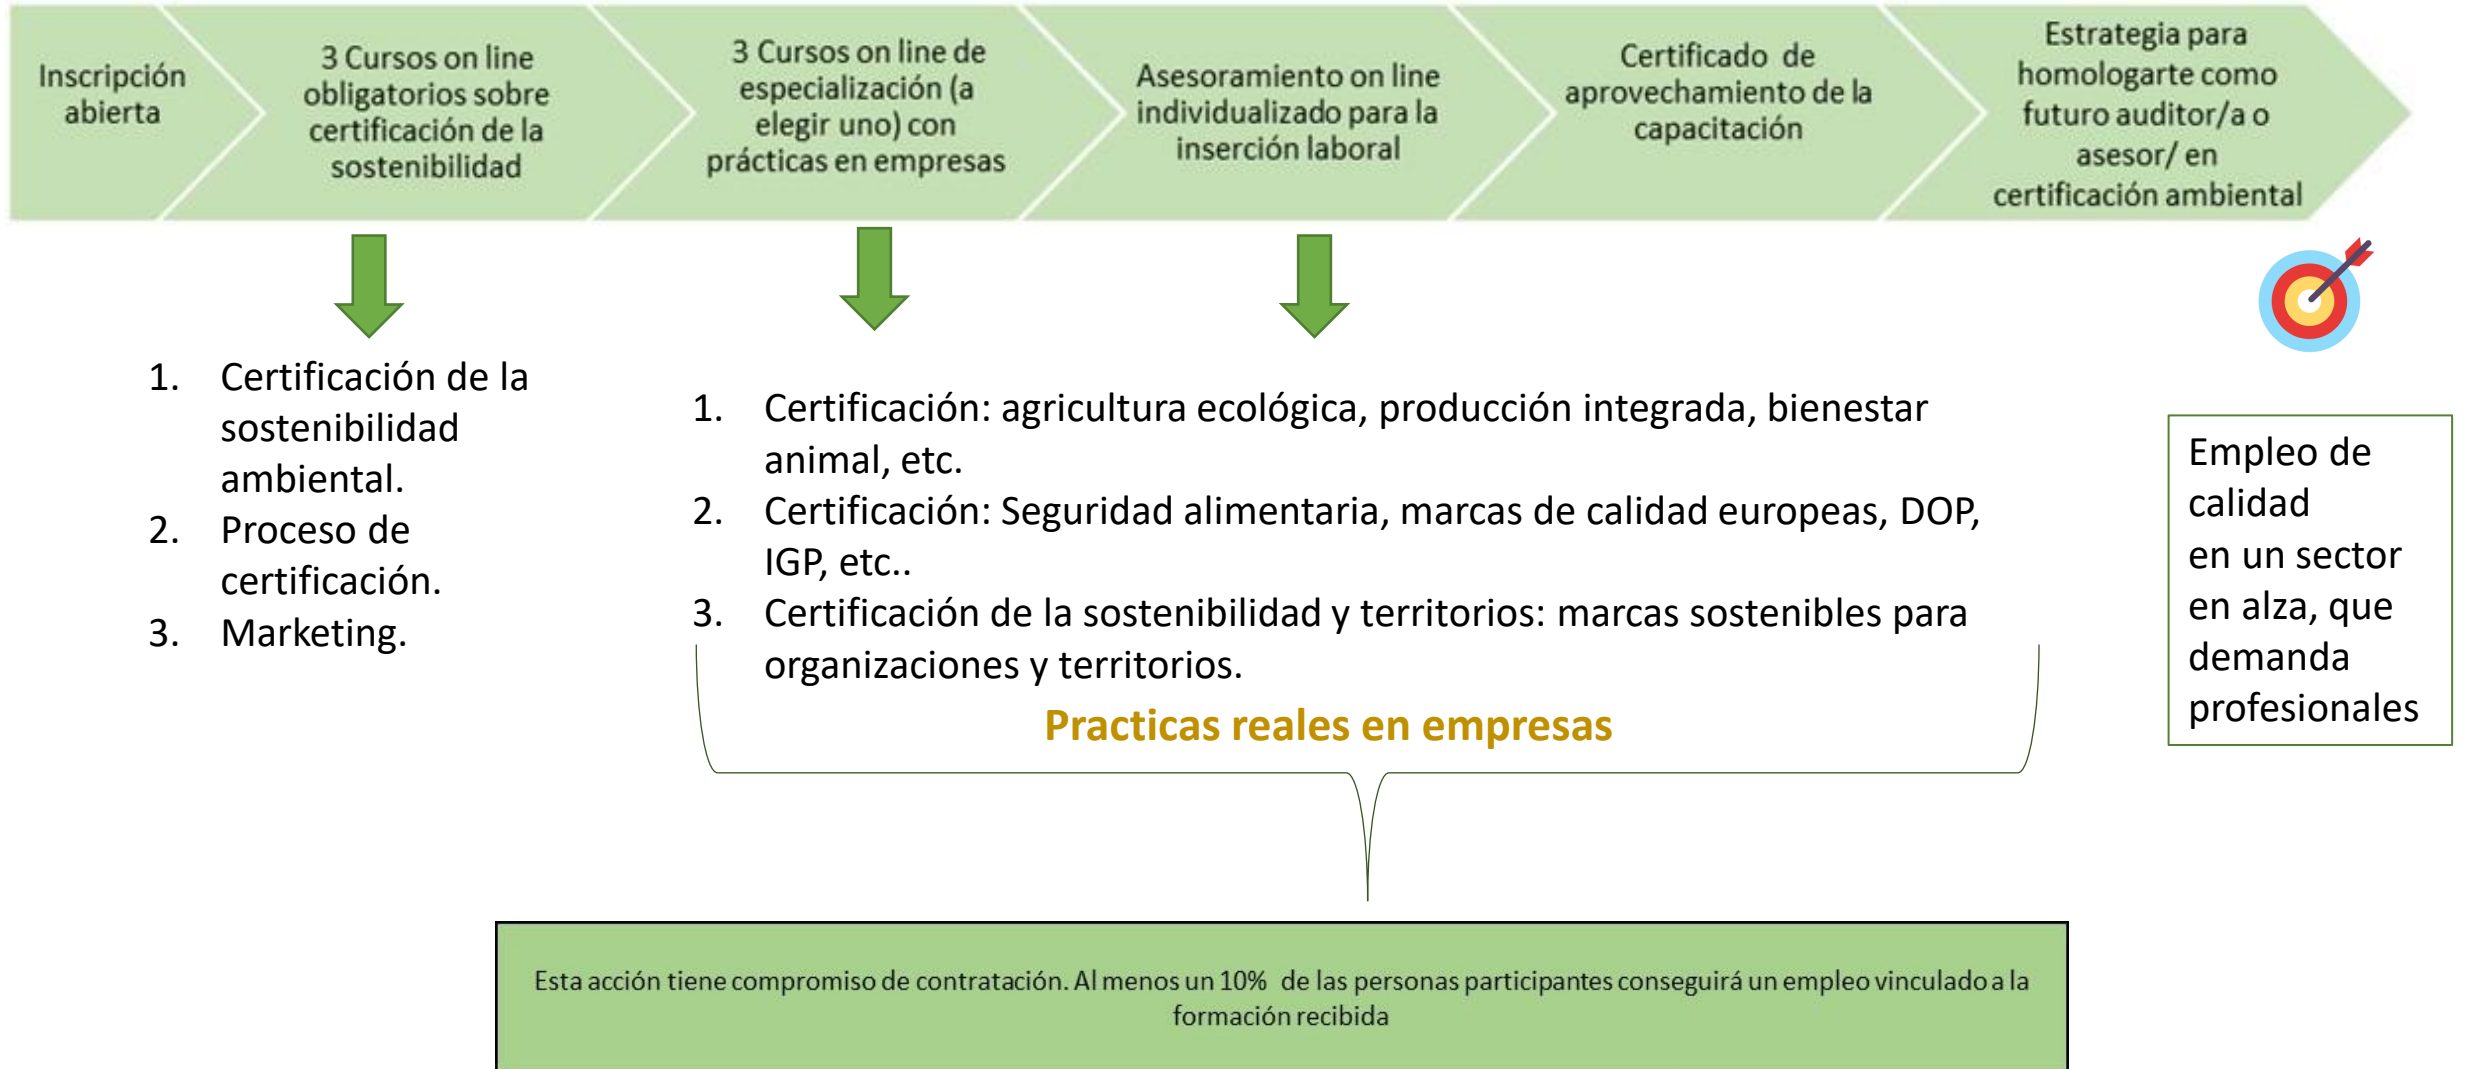 Inscripción
abierta
3 Cursos on line
obligatorios sobre
certificación de la
sostenibilidad
3 Cursos on line de
especialización (a
elegir uno) con
prácticas en empresas
Asesoramiento on line
individualizado para la
inserción laboral
Certificado de
aprovechamiento de la
capacitación
Estrategia para
homologarte como
futuro auditor/a o
asesor/ en
certificación ambiental
1. Certificación de la
sostenibilidad
ambiental.
2. Proceso de
certificación.
3. Marketing.
1. Certificación: agricultura ecológica, producción integrada, bienestar
animal, etc.
2. Certificación: Seguridad alimentaria, marcas de calidad europeas, DOP,
IGP, etc..
3. Certificación de la sostenibilidad y territorios: marcas sostenibles para
organizaciones y territorios.
Practicas reales en empresas
Empleo de
calidad
en un sector
en alza, que
demanda
profesionales
Esta acción tiene compromiso de contratación. Al menos un 10% de las personas participantes conseguirá un empleo vinculado a la
formación recibida